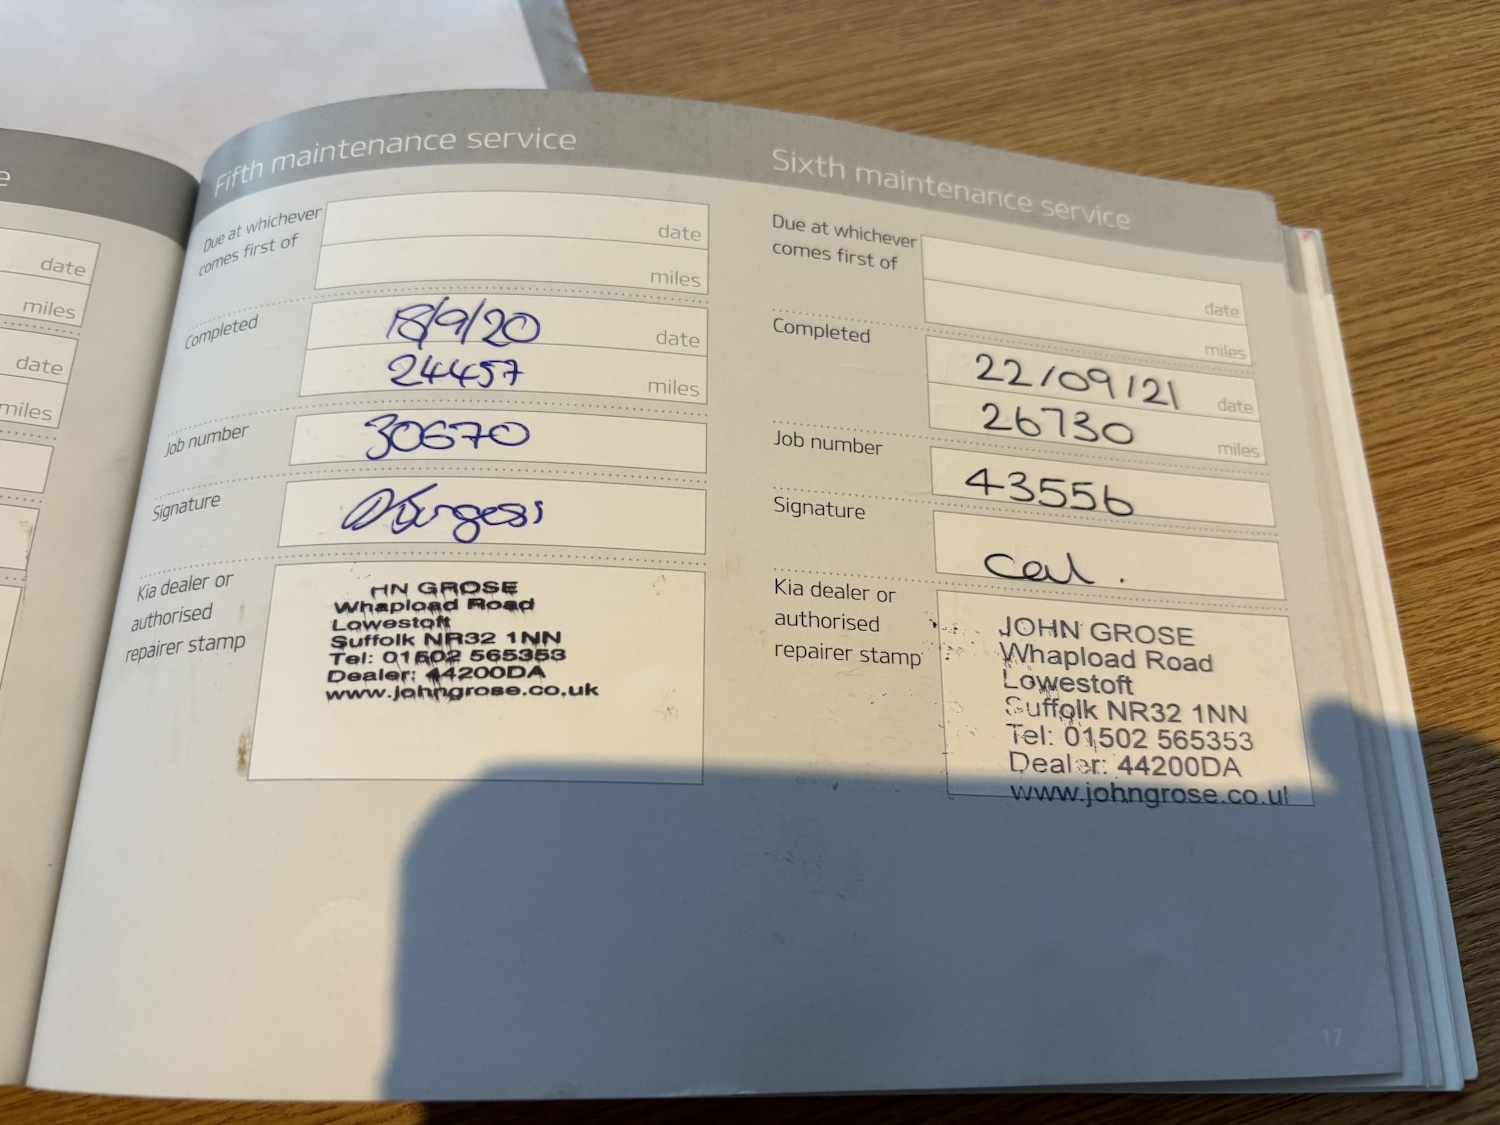 e
date
miles
date
miles
Fifth maintenance service
Due at whichever
comes first of
date
miles
Completed
18/9/20 date
24457 miles
Job number
30670
Signature
Kia dealer or
authorised
repairer stamp
HN GROSE
Whapload Road
Lowestoft
Suffolk NR32 1NN
Tel: 01502 565353
Dealer: 44200DA
www.johngrose.co.uk
Sixth maintenance service
Due at whichever
comes first of
date
miles
Completed
22/09/21 date
26730 miles
Job number
43556
Signature
Kia dealer or
authorised
repairer stamp
JOHN GROSE
Whapload Road
Lowestoft
Suffolk NR32 1NN
Tel: 01502 565353
Dealer: 44200DA
www.johngrose.co.u
17